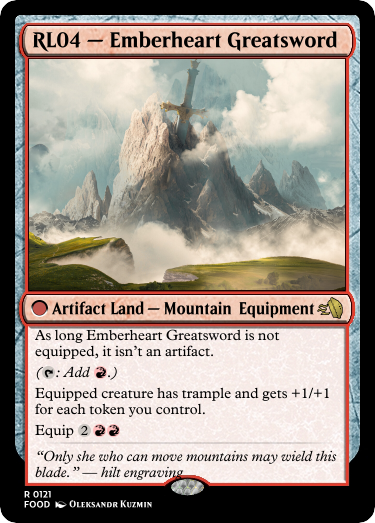 RL04 — Emberheart Greatsword
Artifact Land — Mountain Equipment
As long Emberheart Greatsword is not
equipped, it isn't an artifact.
(: Add .)
Equipped creature has trample and gets +1/+1
for each token you control.
Equip 2
"Only she who can move mountains may wield this
blade." — hilt engraving
R 0121
FOOD Oleksandr Kuzmin